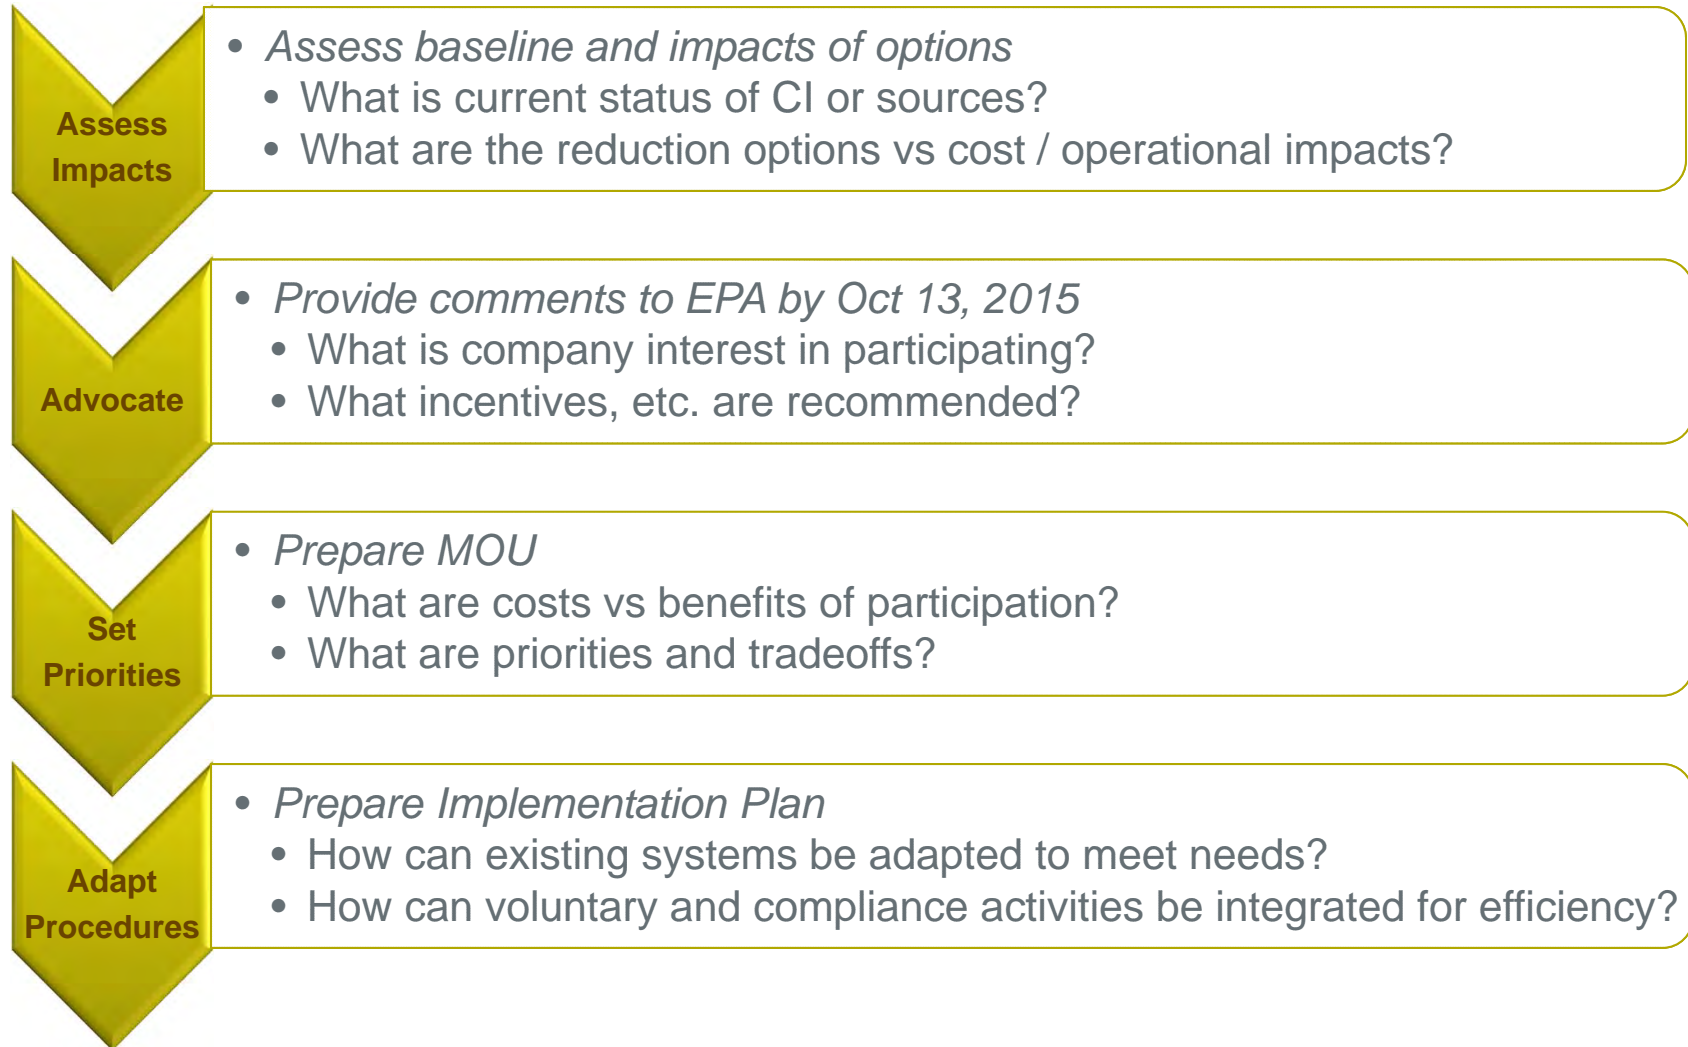 Assess
Impacts
• Assess baseline and impacts of options
• What is current status of CI or sources?
• What are the reduction options vs cost / operational impacts?
Advocate
• Provide comments to EPA by Oct 13, 2015
• What is company interest in participating?
• What incentives, etc. are recommended?
Set
Priorities
• Prepare MOU
• What are costs vs benefits of participation?
• What are priorities and tradeoffs?
Adapt
Procedures
• Prepare Implementation Plan
• How can existing systems be adapted to meet needs?
• How can voluntary and compliance activities be integrated for efficiency?